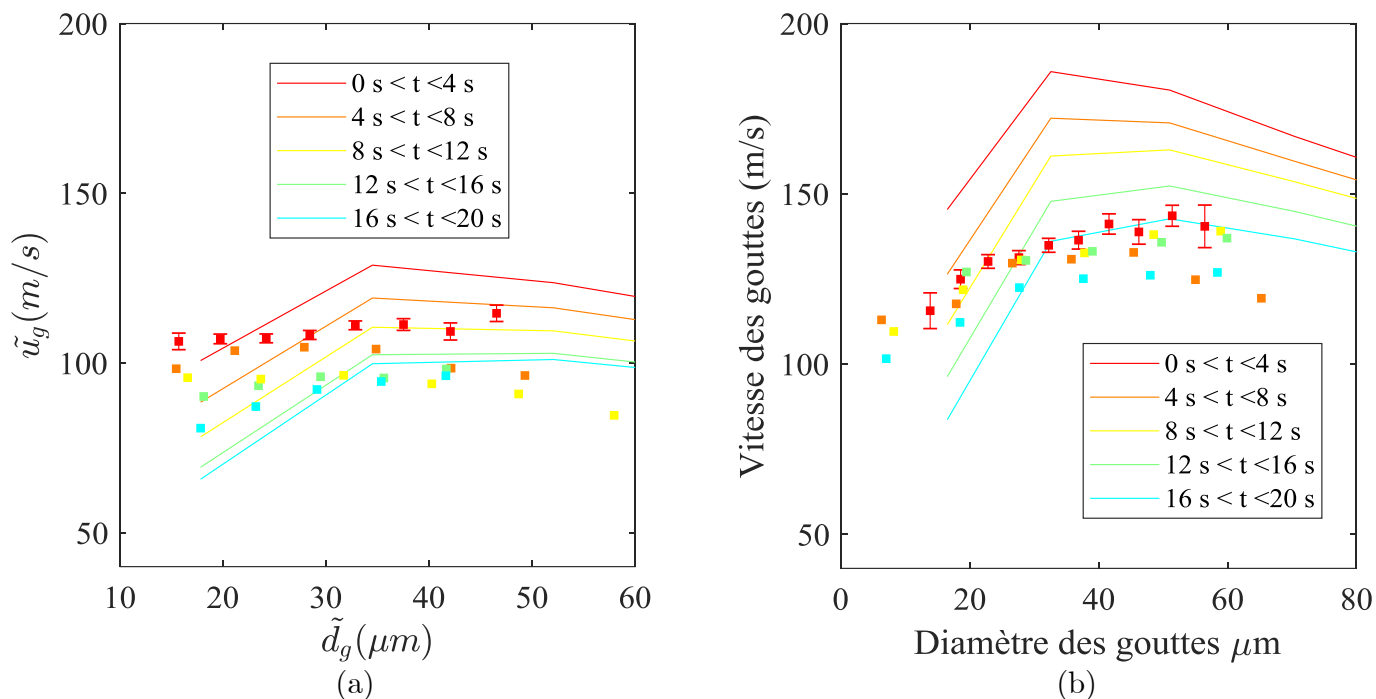 200
150
100
50
10
20
30
40
50
60
ũ_g(m/s)
d̃_g(μm)
0 s < t <4 s
4 s < t <8 s
8 s < t <12 s
12 s < t <16 s
16 s < t <20 s
(a)
200
150
100
50
0
20
40
60
80
Vitesse des gouttes (m/s)
Diamètre des gouttes μm
0 s < t <4 s
4 s < t <8 s
8 s < t <12 s
12 s < t <16 s
16 s < t <20 s
(b)